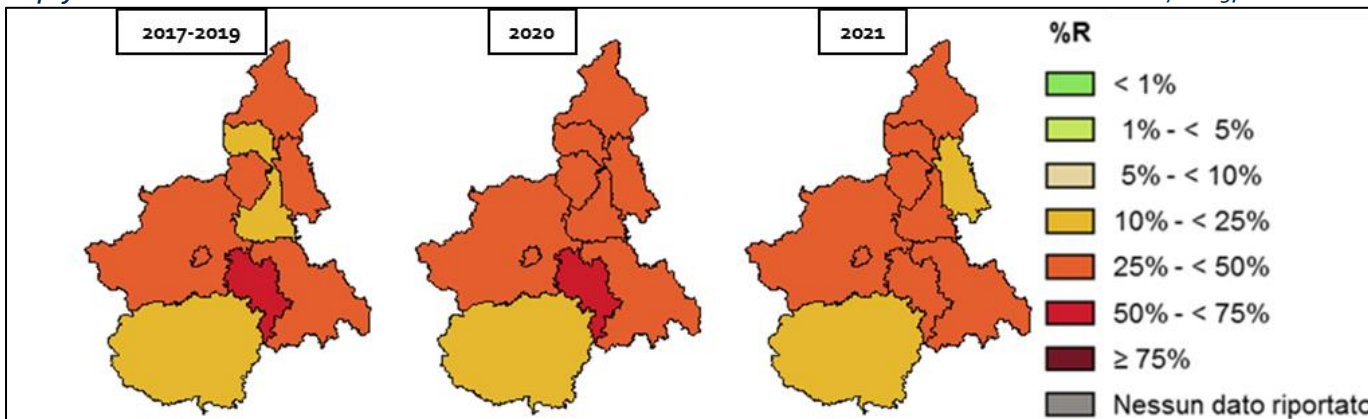 2017-2019
2020
2021
%R
< 1%
1% - < 5%
5% - < 10%
10% - < 25%
25% - < 50%
50% - < 75%
≥ 75%
Nessun dato riportato